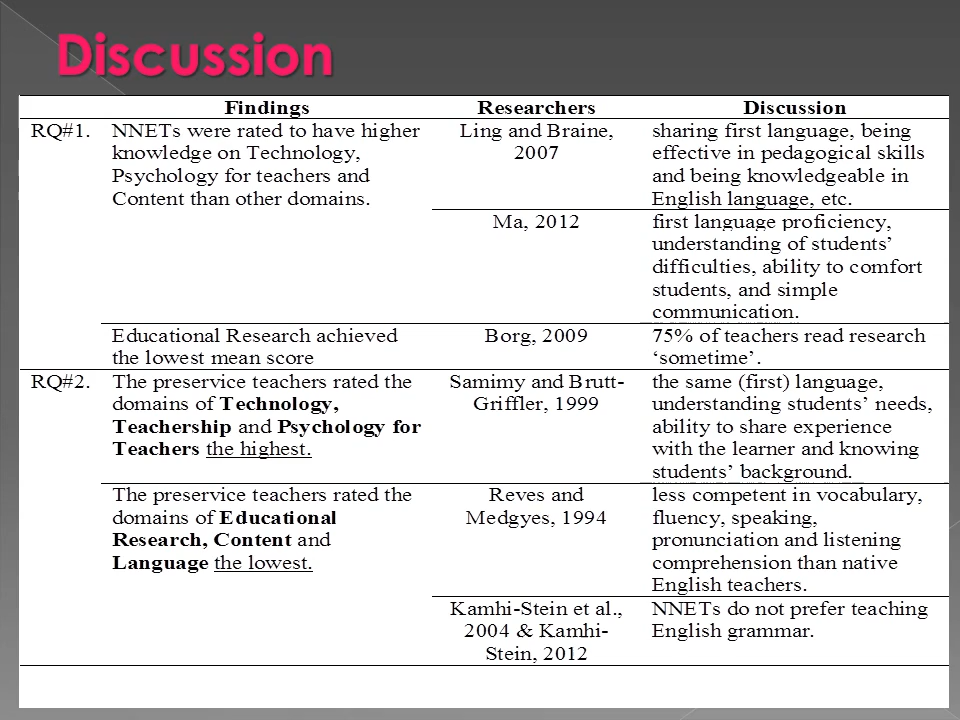 Discussion
Findings Researchers Discussion
RQ#1. NNETs were rated to have higher knowledge on Technology, Psychology for teachers and Content than other domains.
Ling and Braine, 2007
sharing first language, being effective in pedagogical skills and being knowledgeable in English language, etc.
Ma, 2012
first language proficiency, understanding of students’ difficulties, ability to comfort students, and simple communication.
Educational Research achieved the lowest mean score
Borg, 2009
75% of teachers read research ‘sometime’.
RQ#2. The preservice teachers rated the domains of Technology, Teachership and Psychology for Teachers the highest.
Samimy and Brutt-Griffler, 1999
the same (first) language, understanding students’ needs, ability to share experience with the learner and knowing students’ background.
The preservice teachers rated the domains of Educational Research, Content and Language the lowest.
Reves and Medgyes, 1994
less competent in vocabulary, fluency, speaking, pronunciation and listening comprehension than native English teachers.
Kamhi-Stein et al., 2004 & Kamhi-Stein, 2012
NNETs do not prefer teaching English grammar.